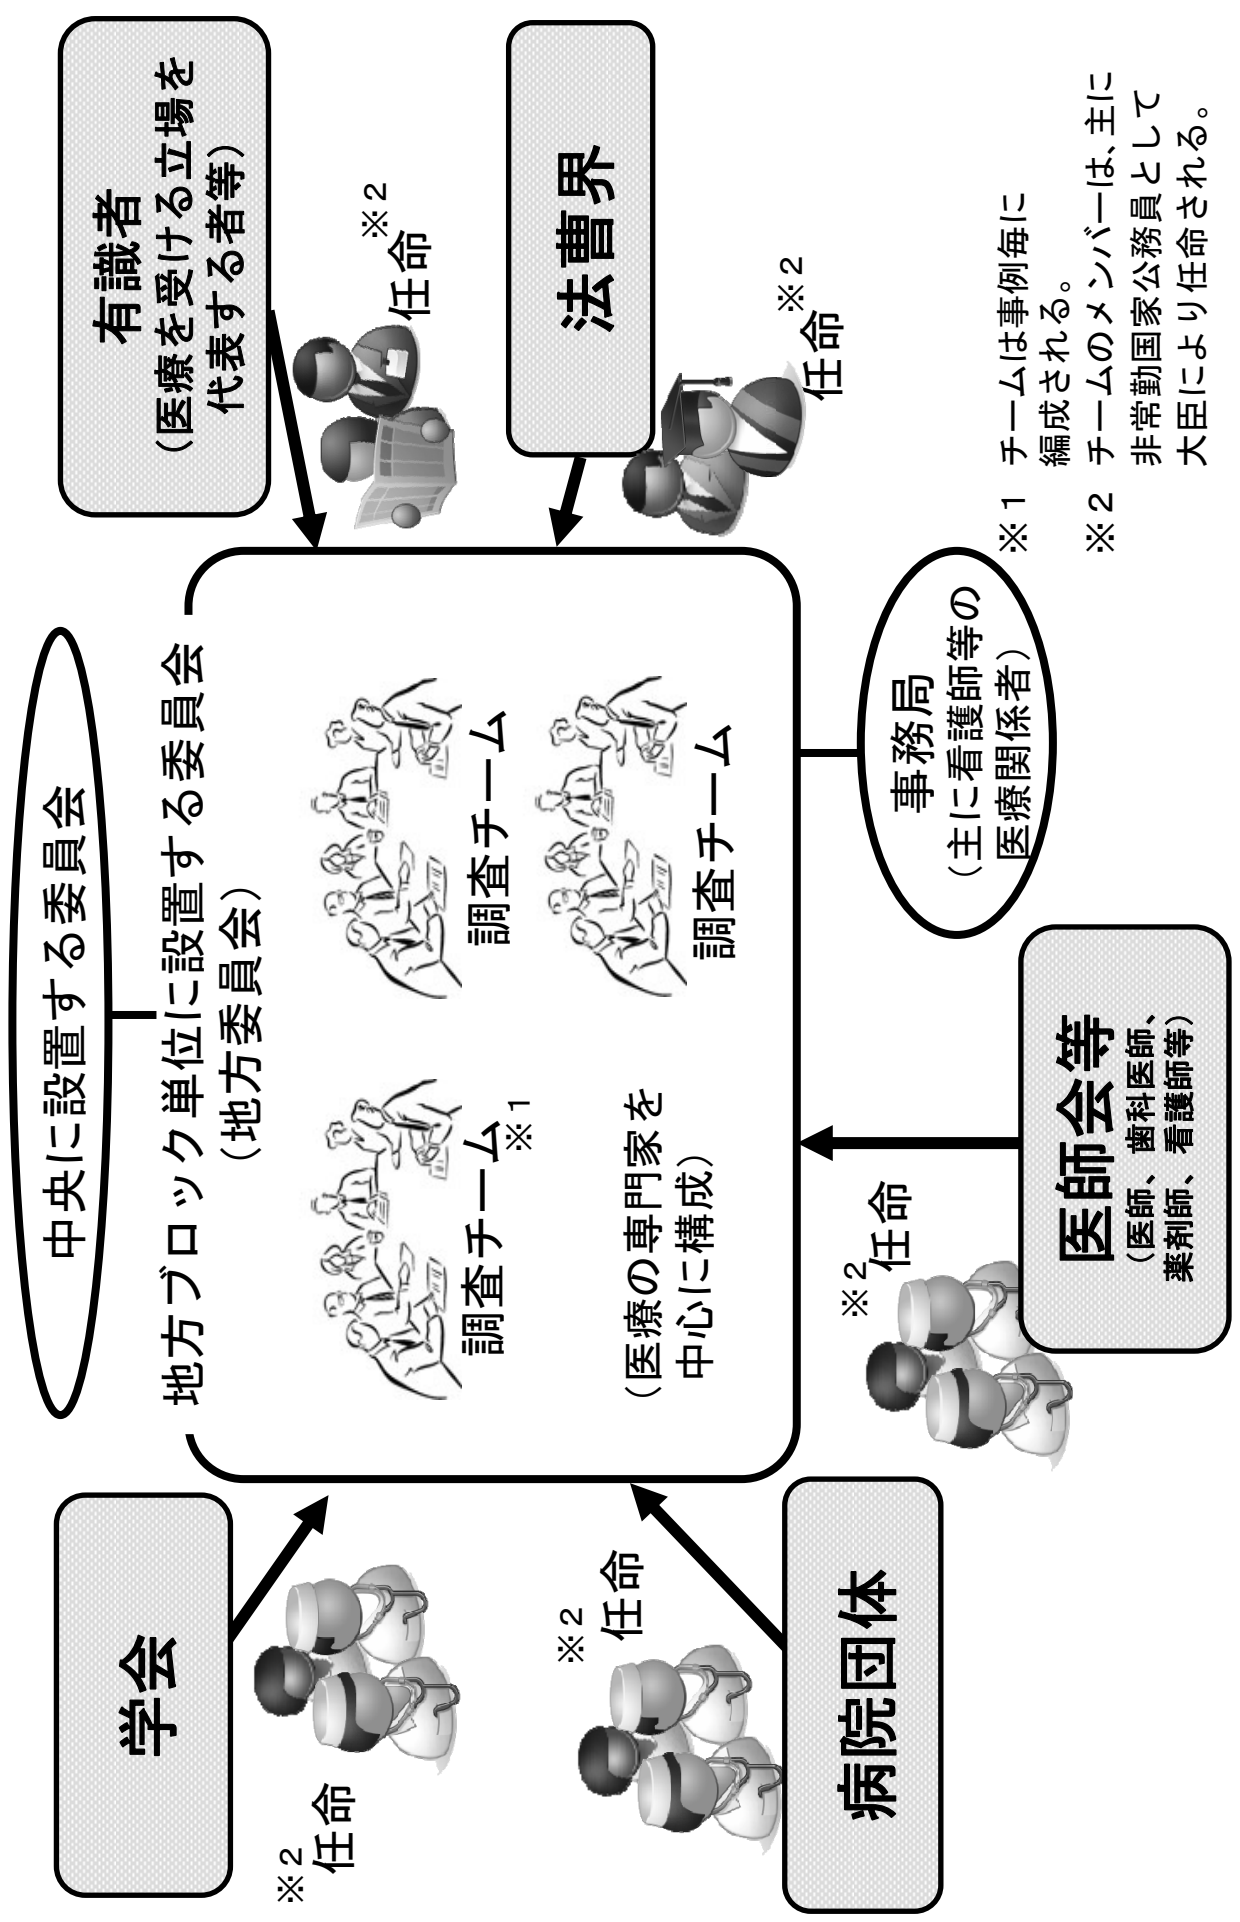 中央に設置する委員会
地方ブロック単位に設置する委員会
（地方委員会）
学会
※２
任命
有識者
（医療を受ける立場を
代表する者等）
※２
任命
調査チーム
※１
調査チーム
調査チーム
（医療の専門家を
中心に構成）
病院団体
※２
任命
法曹界
※２
任命
医師会等
（医師、歯科医師、
薬剤師、看護師等）
※２
任命
事務局
（主に看護師等の
医療関係者）
※１　チームは事例毎に
編成される。
※２　チームのメンバーは、主に
非常勤国家公務員として
大臣により任命される。